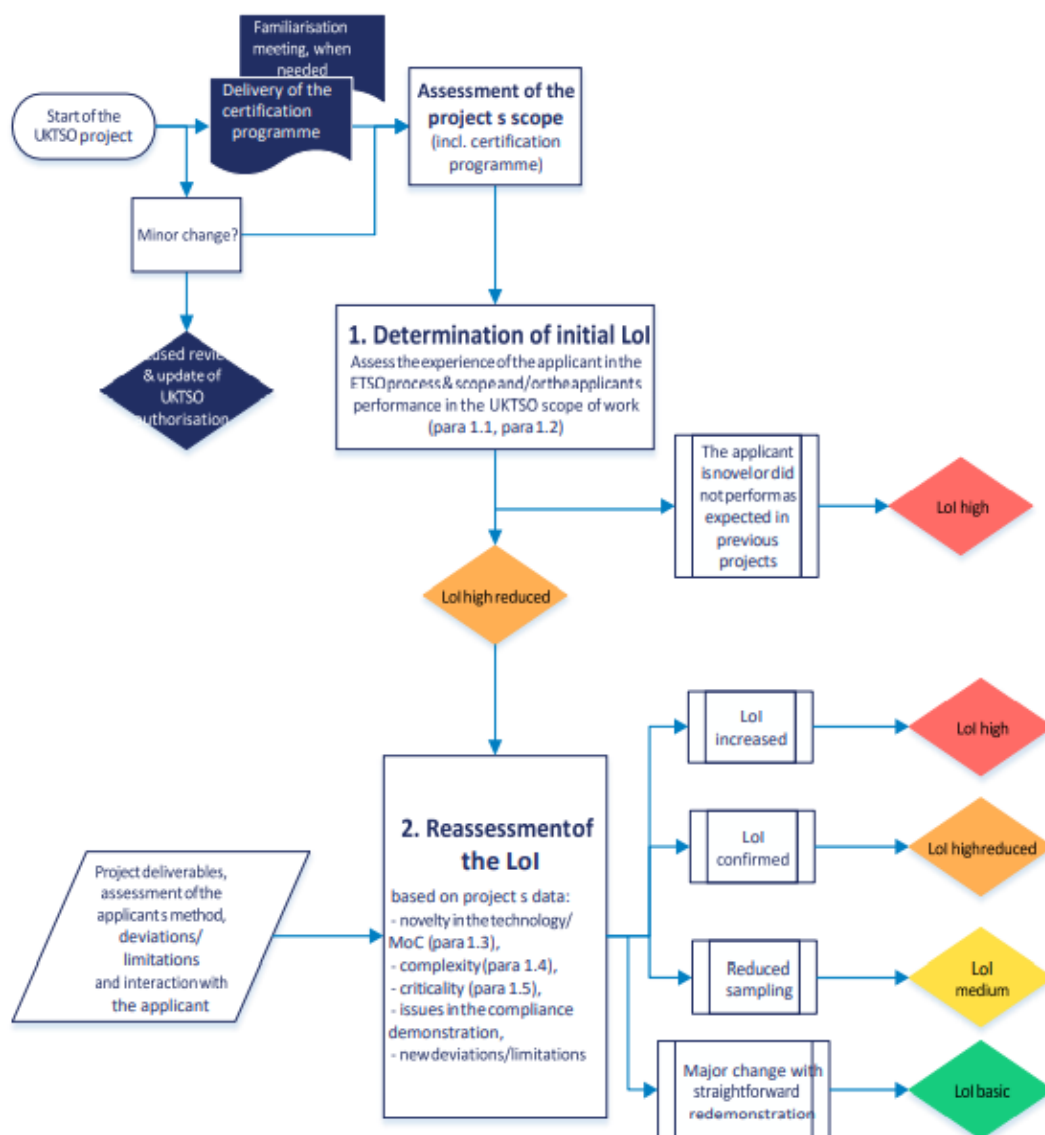 Familiarisation
meeting, when
needed
Delivery of the
certification
programme
Start of the
UKTSO project
Assessment of the
project s scope
(incl. certification
programme)
Minor change?
review
& update of
UKTSO
1. Determination of initial LoI
Assess the experience of the applicant in the
ETSO process & scope and/or the applicants
performance in the UKTSO scope of work
(para 1.1, para 1.2)
The applicant
is novel or did
not perform as
expected in
previous
projects
LoI high
LoI high reduced
LoI
increased
LoI high
2. Reassessment of
the LoI
based on project s data:
- novelty in the technology/
MoC (para 1.3),
- complexity (para 1.4),
- criticality (para 1.5),
- issues in the compliance
demonstration,
- new deviations/limitations
LoI
confirmed
LoI high reduced
Project deliverables,
assessment of the
applicant s method,
deviations/
limitations
and interaction with
the applicant
Reduced
sampling
LoI
medium
Major change with
straightforward
redemonstration
LoI basic